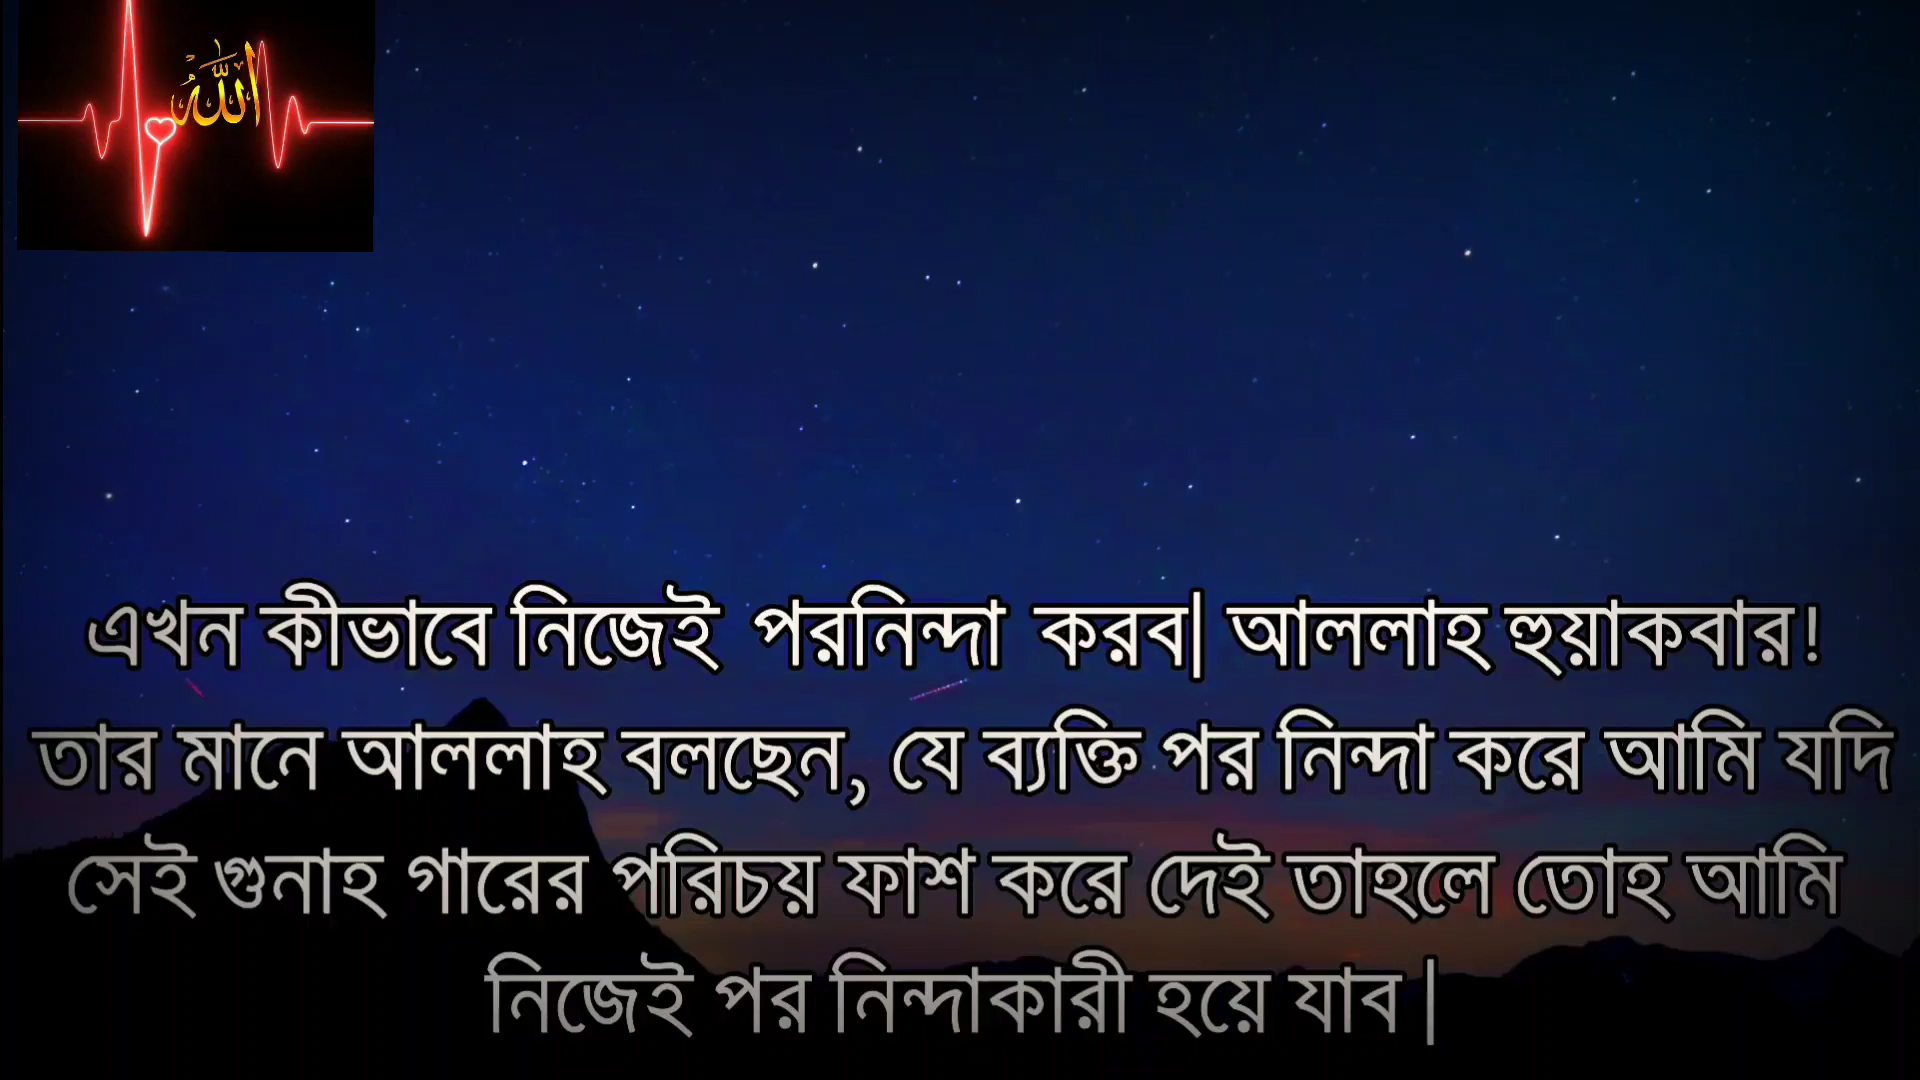 الله
এখন কীভাবে নিজেই পরনিন্দা করব| আললাহ হুয়াকবার!
তার মানে আললাহ বলছেন, যে ব্যক্তি পর নিন্দা করে আমি যদি
সেই গুনাহ গারের পরিচয় ফাশ করে দেই তাহলে তোহ আমি
নিজেই পর নিন্দাকারী হয়ে যাব |